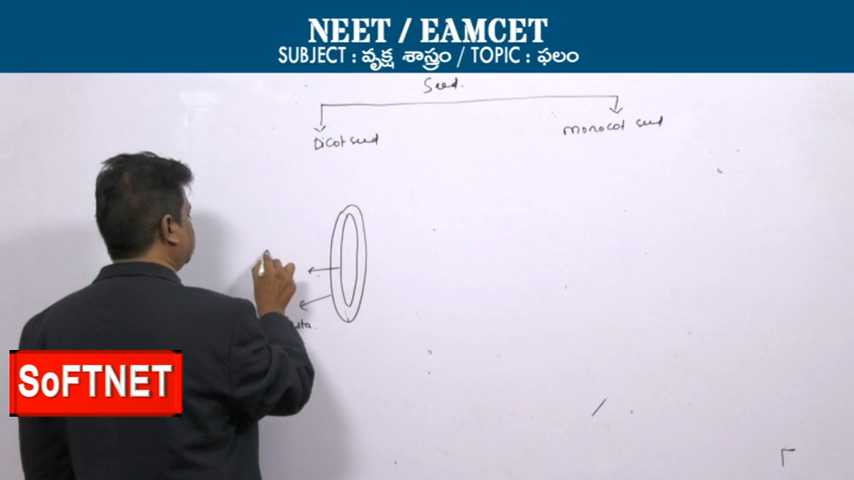 NEET / EAMCET
SUBJECT : వృక్ష శాస్త్రం / TOPIC : ఫలం
Seed.
Dicot seed
Monocot seed
SoFTNET